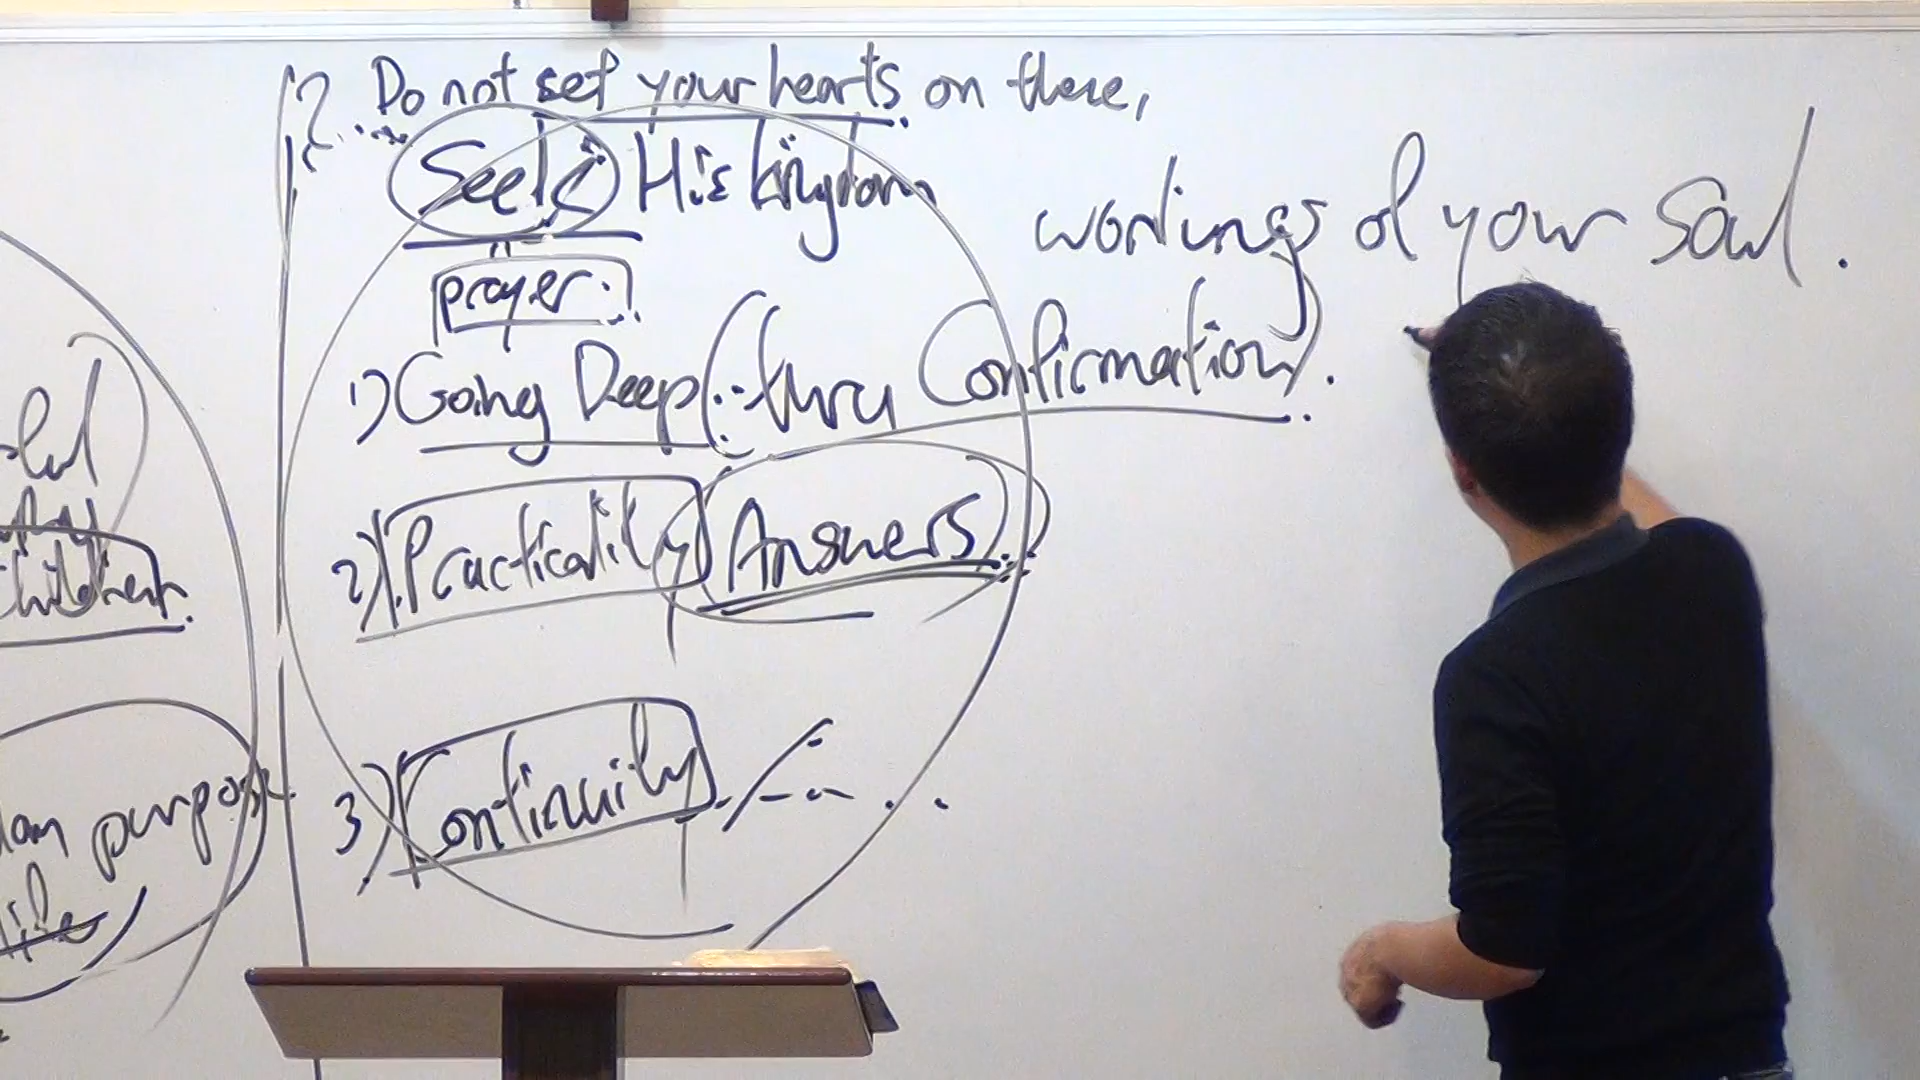 2. Do not set your hearts on these,
Seek His kingdom
prayer.
1) Going Deep (thru Confirmation).
2) Practicality (Answers)
3) Continuity
workings of your soul.
children.
purpose
life